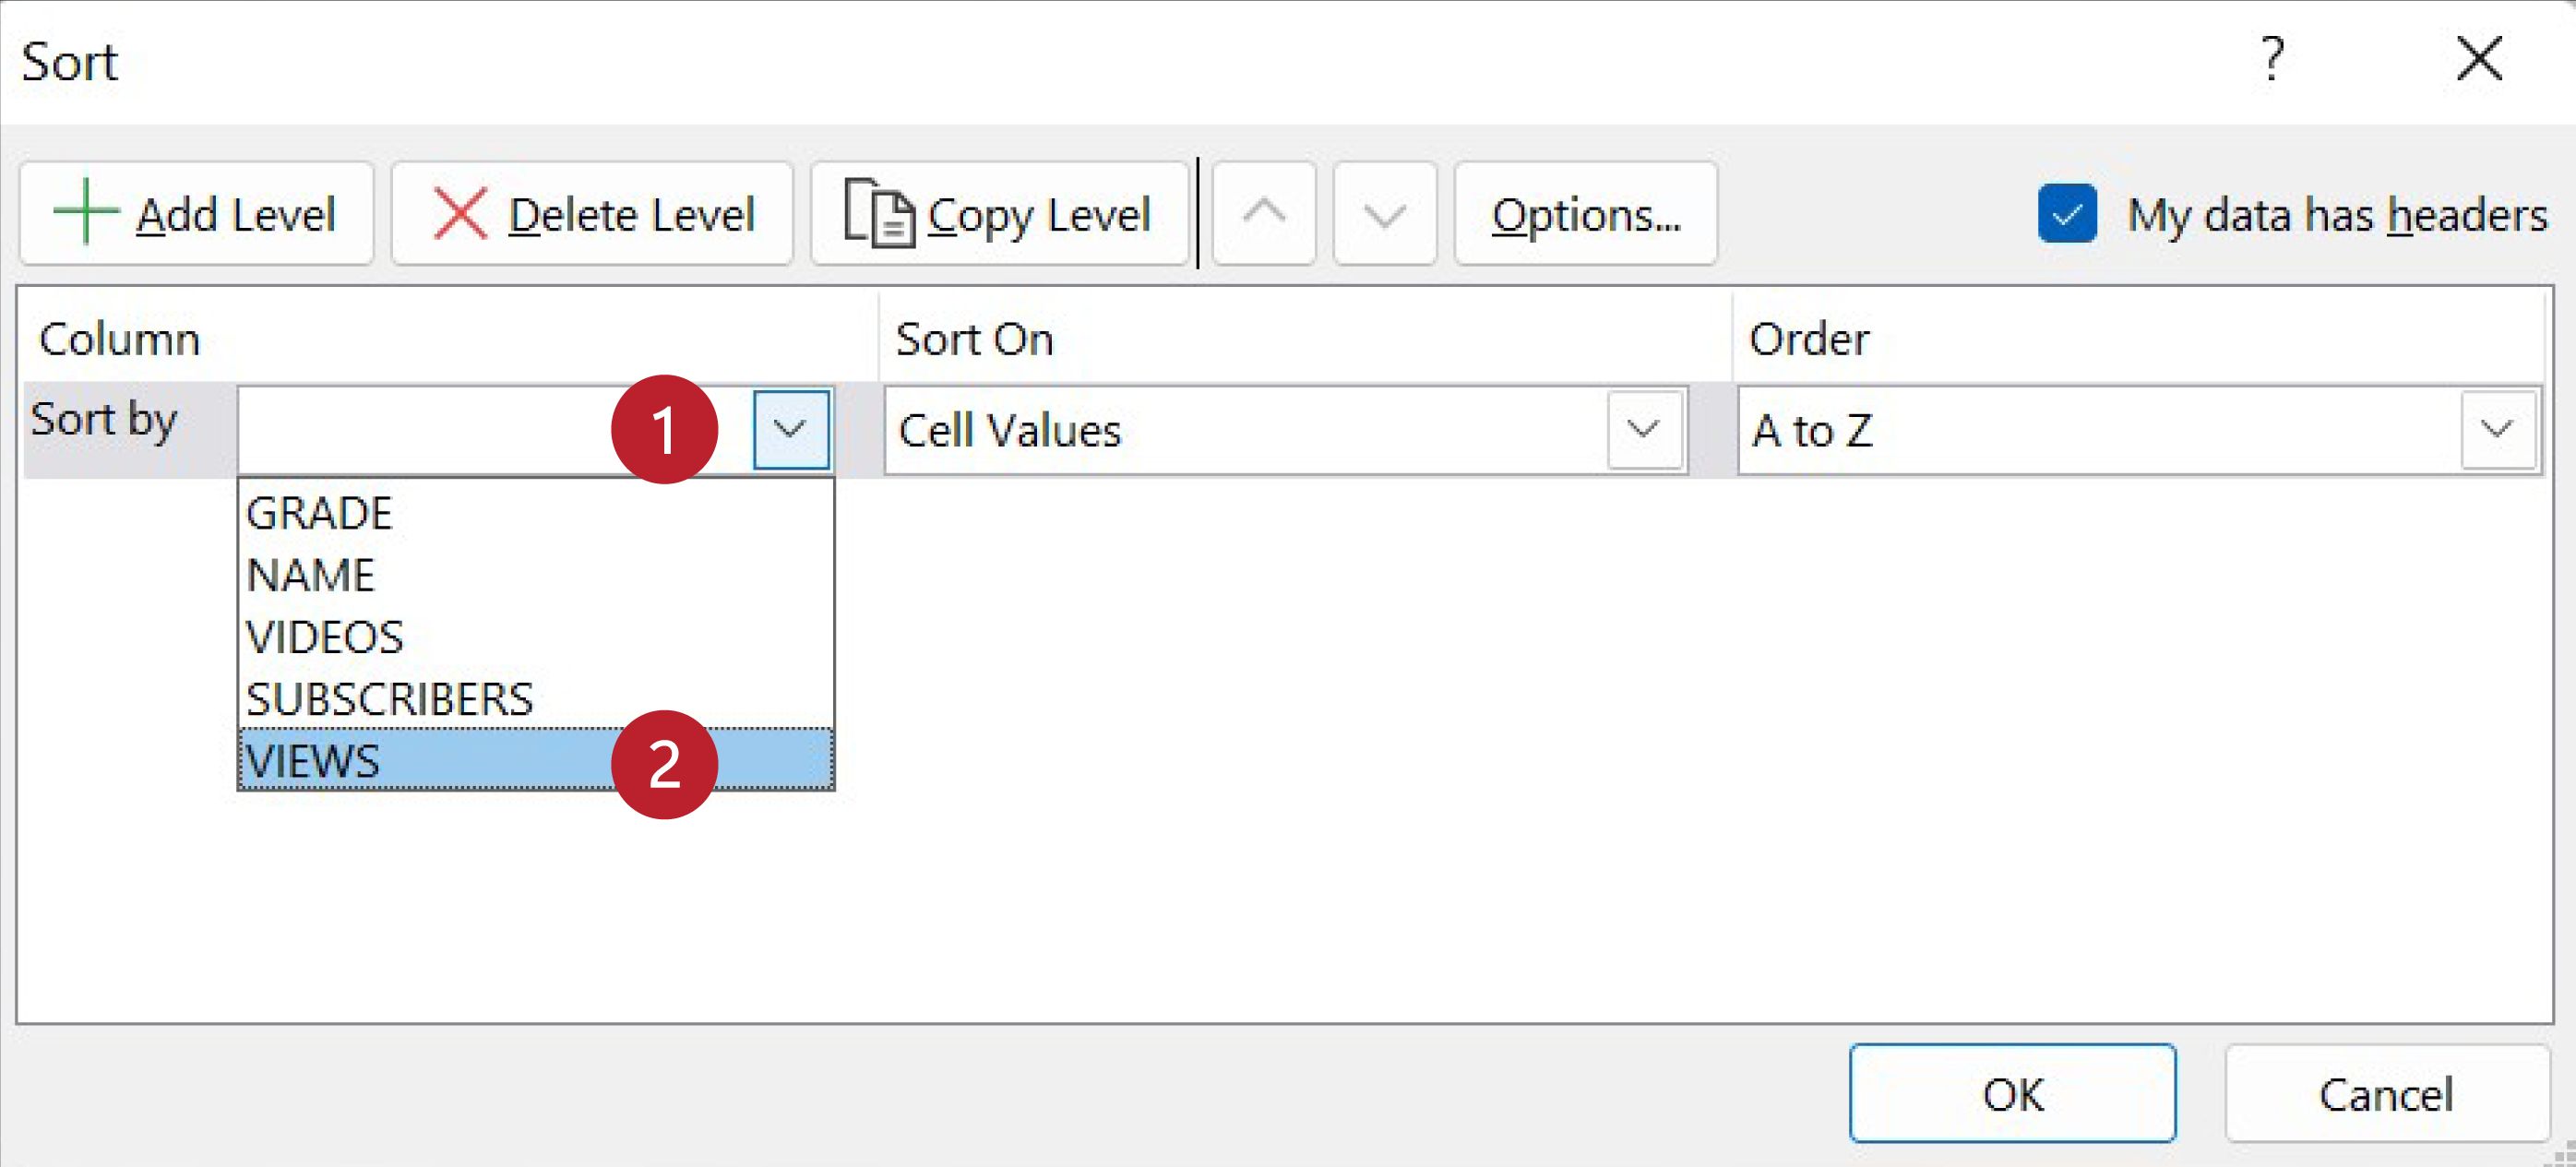 Sort ?
Add Level Delete Level Copy Level Options... My data has headers
Column Sort On Order
Sort by 1 Cell Values A to Z
GRADE
NAME
VIDEOS
SUBSCRIBERS
VIEWS 2
OK Cancel